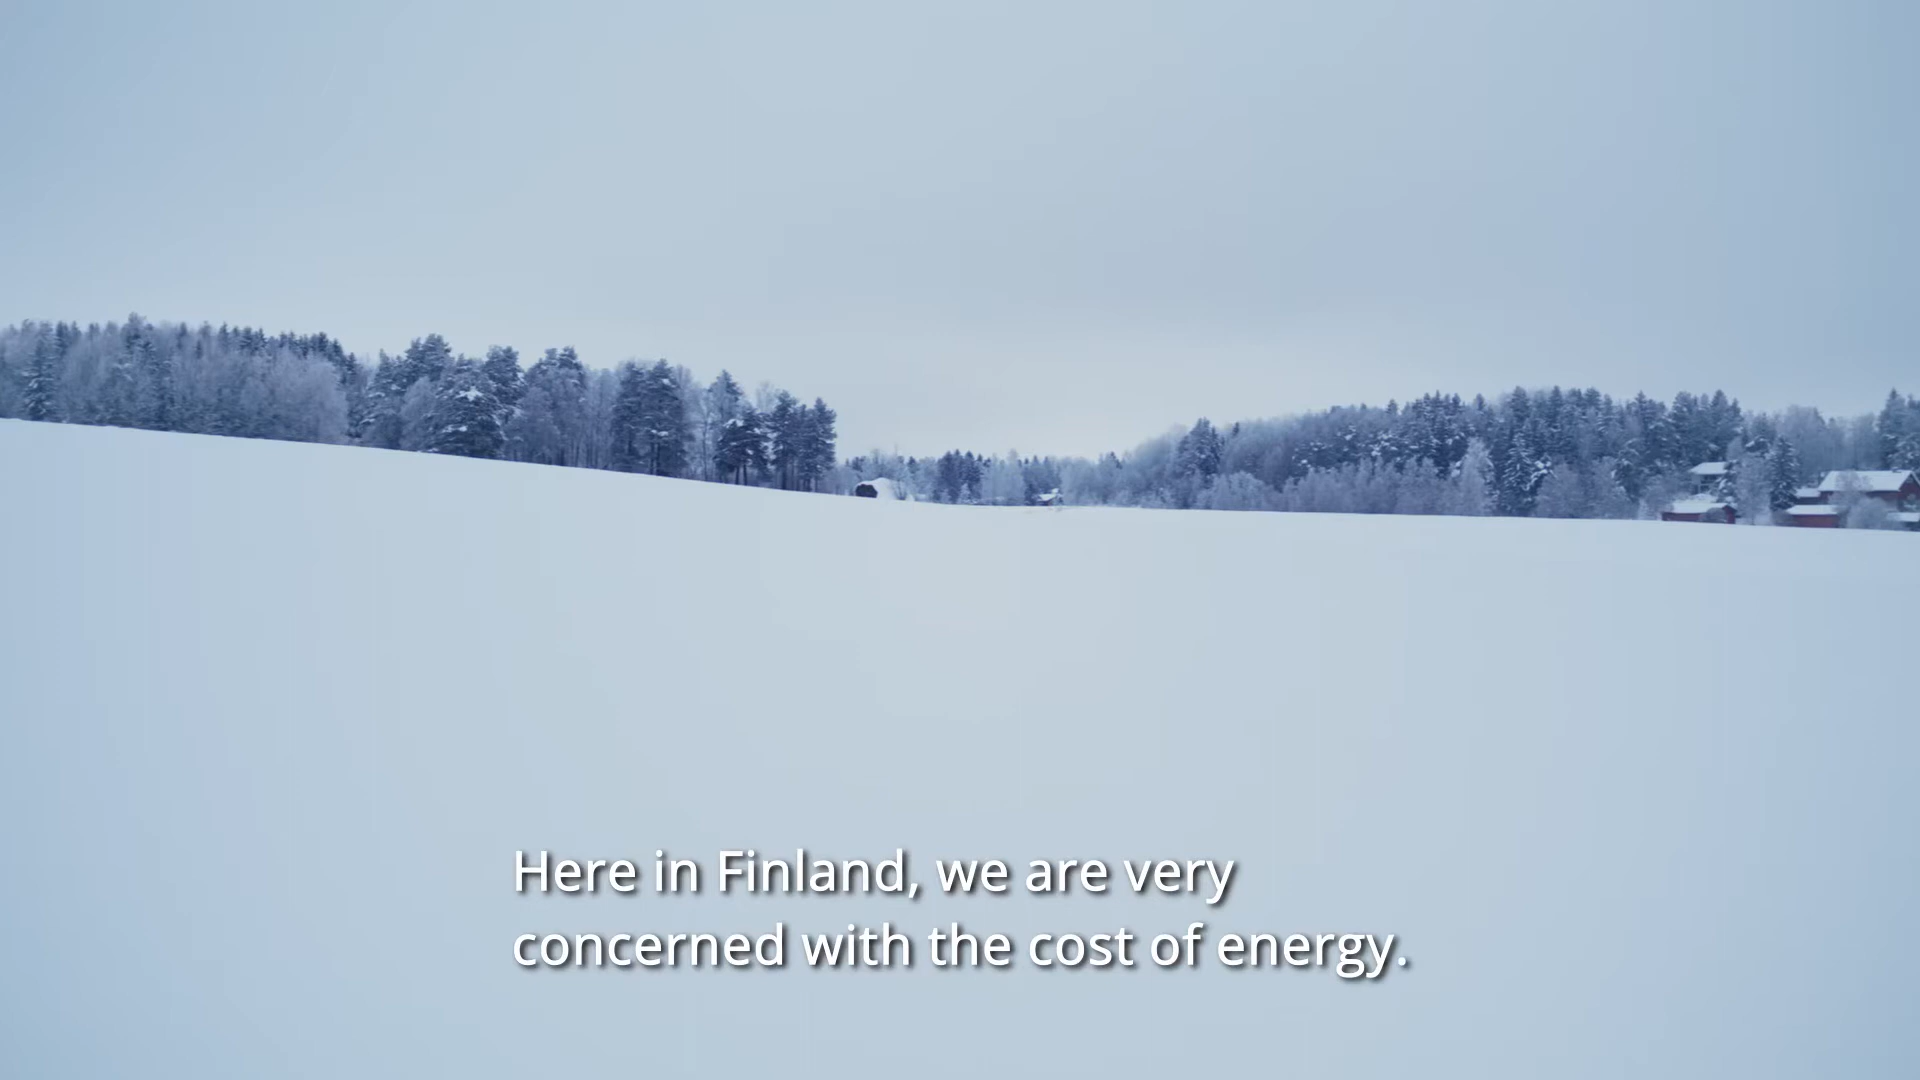 Here in Finland, we are very
concerned with the cost of energy.